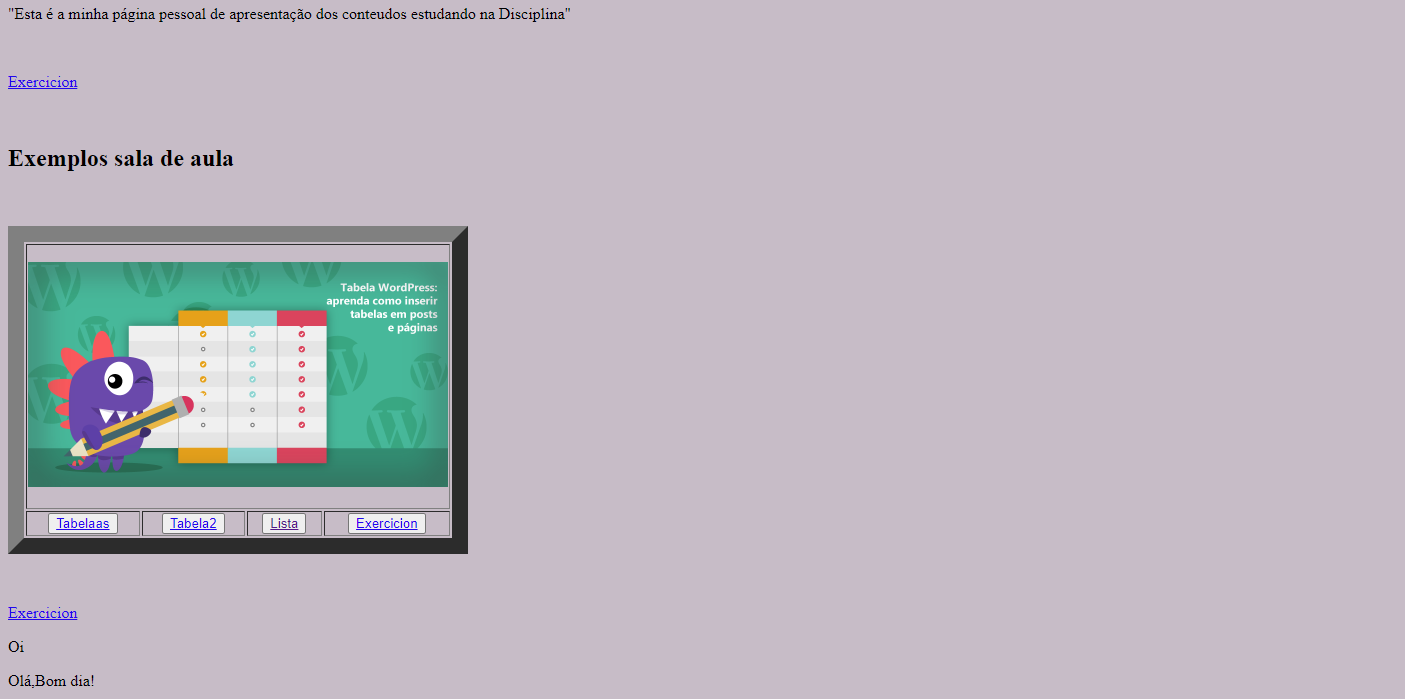 "Esta é a minha página pessoal de apresentação dos conteudos estudando na Disciplina"
Exercicion
Exemplos sala de aula
Tabela WordPress:
aprenda como inserir
tabelas em posts
e páginas
Tabelaas Tabela2 Lista Exercicion
Exercicion
Oi
Olá,Bom dia!